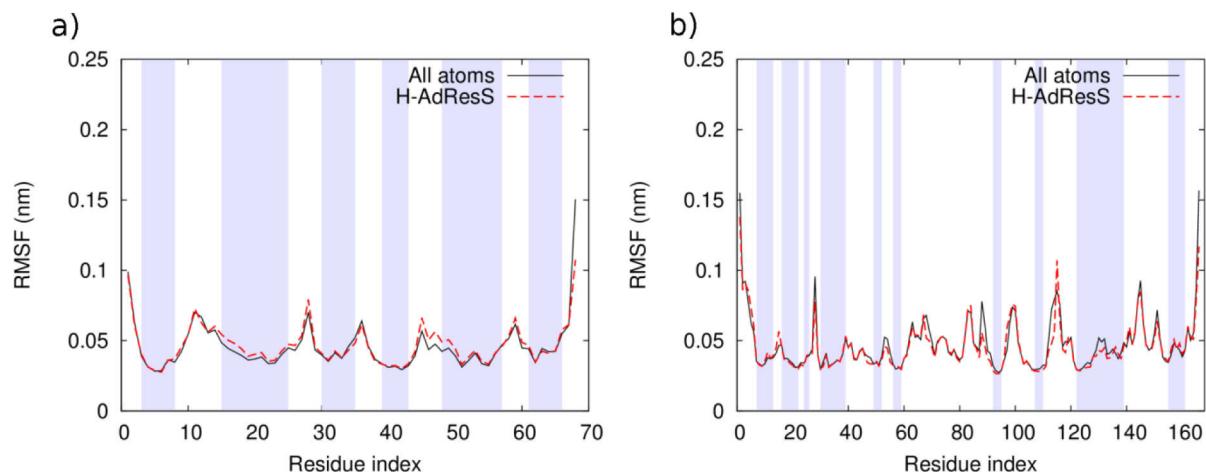 a)
0.25
0.2
0.15
0.1
0.05
0
RMSF (nm)
All atoms
H-AdResS
0 10 20 30 40 50 60 70
Residue index
b)
0.25
0.2
0.15
0.1
0.05
0
RMSF (nm)
All atoms
H-AdResS
0 20 40 60 80 100 120 140 160
Residue index